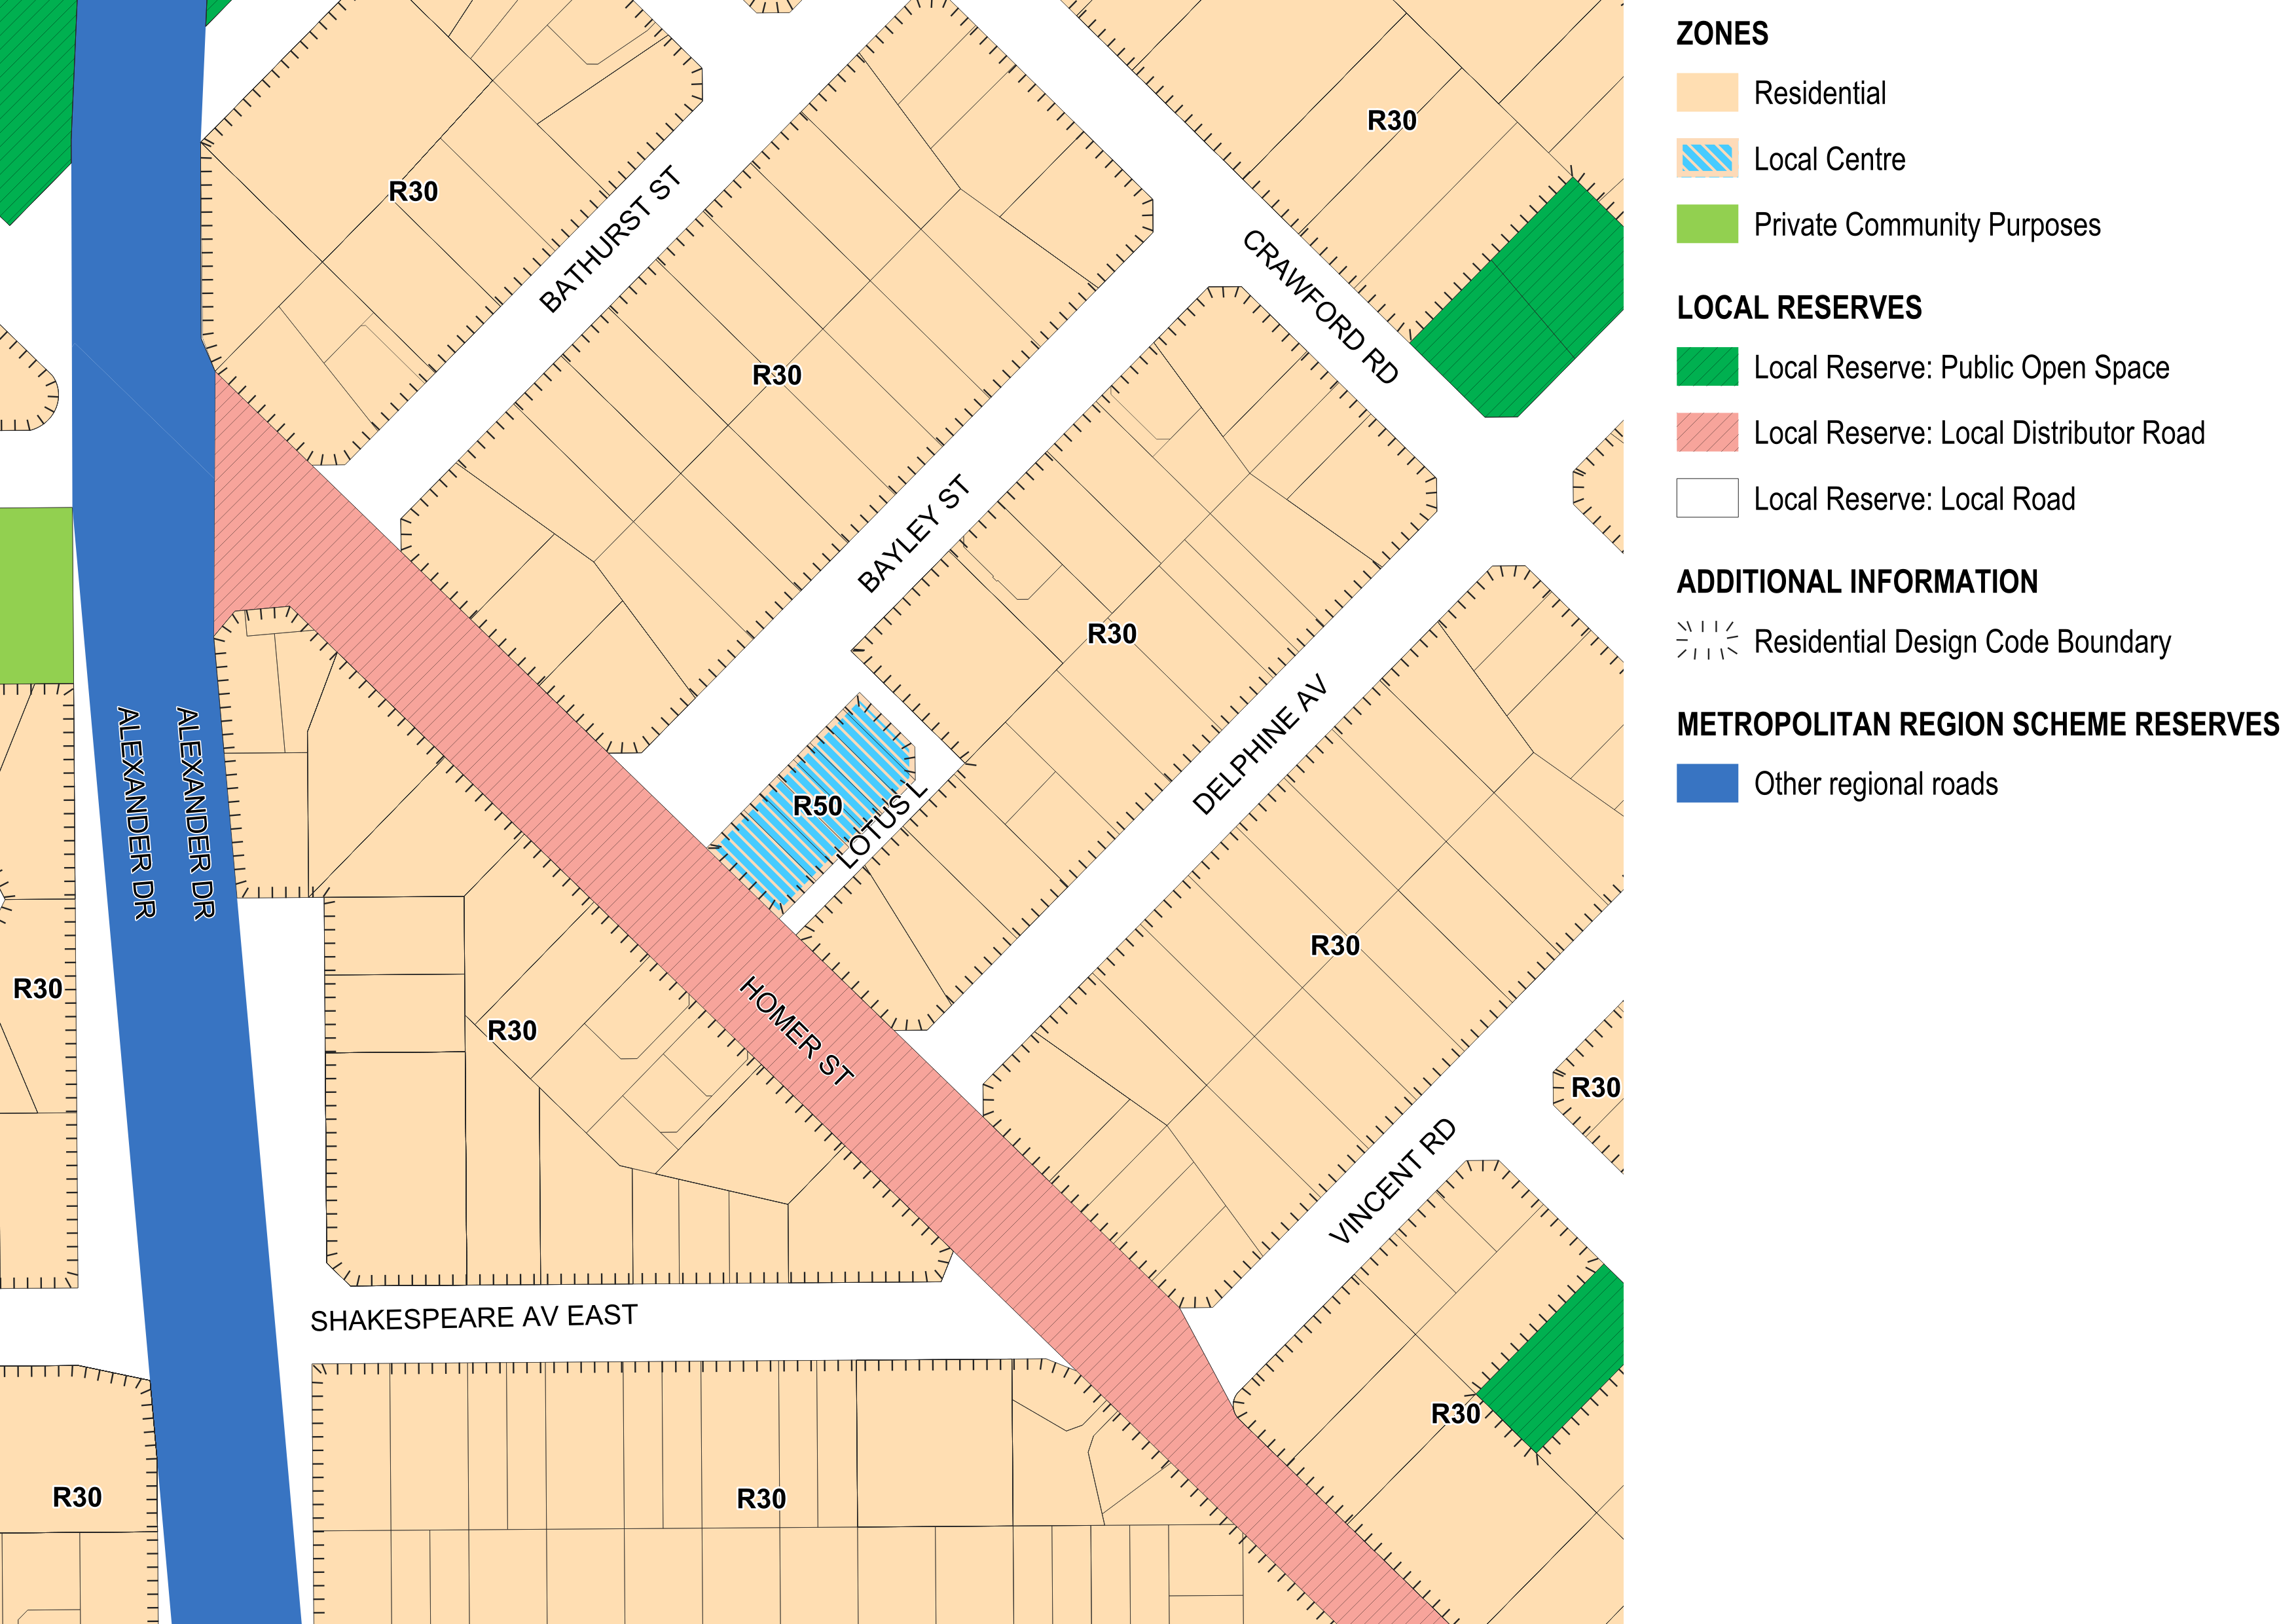 R30
R30
BATHURST ST
CRAWFORD RD
R30
BAYLEY ST
R30
DELPHINE AV
ALEXANDER DR
ALEXANDER DR
R50
LOTUS L
R30
R30
R30
HOMER ST
R30
VINCENT RD
SHAKESPEARE AV EAST
R30
R30
R30
ZONES
Residential
Local Centre
Private Community Purposes
LOCAL RESERVES
Local Reserve: Public Open Space
Local Reserve: Local Distributor Road
Local Reserve: Local Road
ADDITIONAL INFORMATION
Residential Design Code Boundary
METROPOLITAN REGION SCHEME RESERVES
Other regional roads